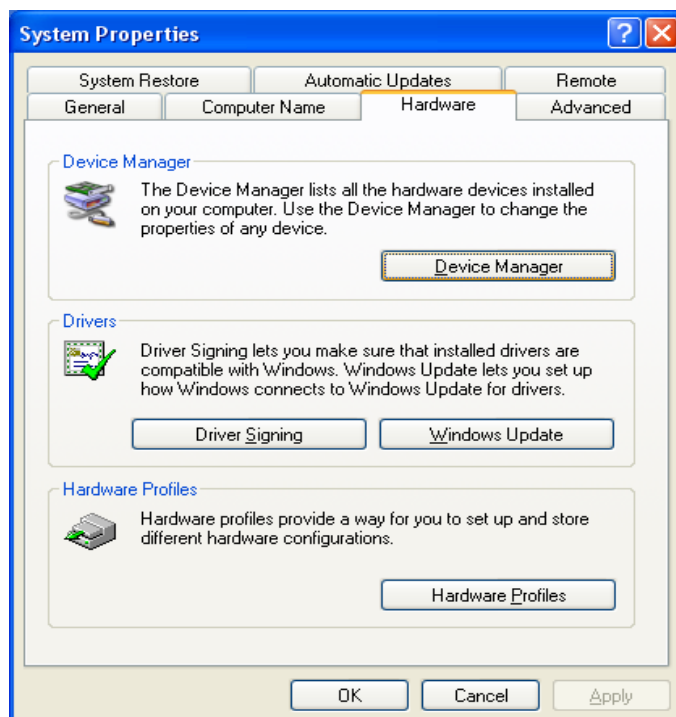 System Properties
System Restore Automatic Updates Remote
General Computer Name Hardware Advanced
Device Manager
The Device Manager lists all the hardware devices installed
on your computer. Use the Device Manager to change the
properties of any device.
Device Manager
Drivers
Driver Signing lets you make sure that installed drivers are
compatible with Windows. Windows Update lets you set up
how Windows connects to Windows Update for drivers.
Driver Signing Windows Update
Hardware Profiles
Hardware profiles provide a way for you to set up and store
different hardware configurations.
Hardware Profiles
OK Cancel Apply